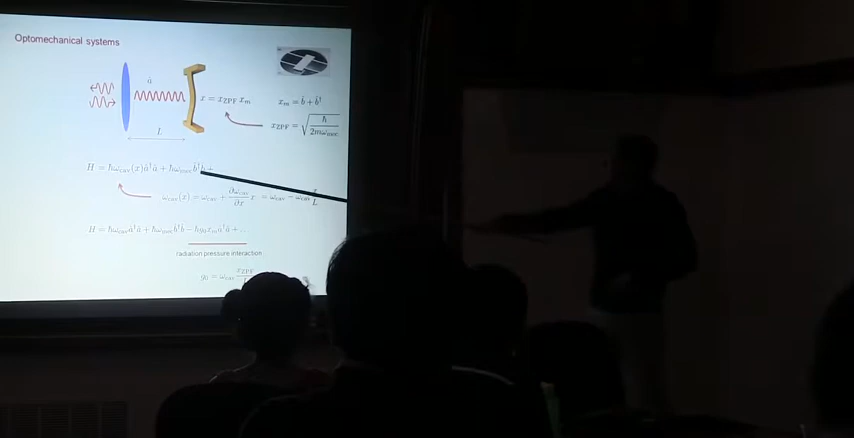 Optomechanical systems
â
x = x_ZPF x_m    x_m = b̂ + b̂†
x_ZPF = √(ħ / 2mω_mec)
L
H = ħω_cav(x)â†â + ħω_mec b̂†b̂ +
ω_cav(x) = ω_cav + ∂ω_cav/∂x x = ω_cav − ω_cav x/L
H = ħω_cav â†â + ħω_mec b̂†b̂ − ħg₀x_m â†â + ..
radiation pressure interaction
g₀ = ω_cav x_ZPF